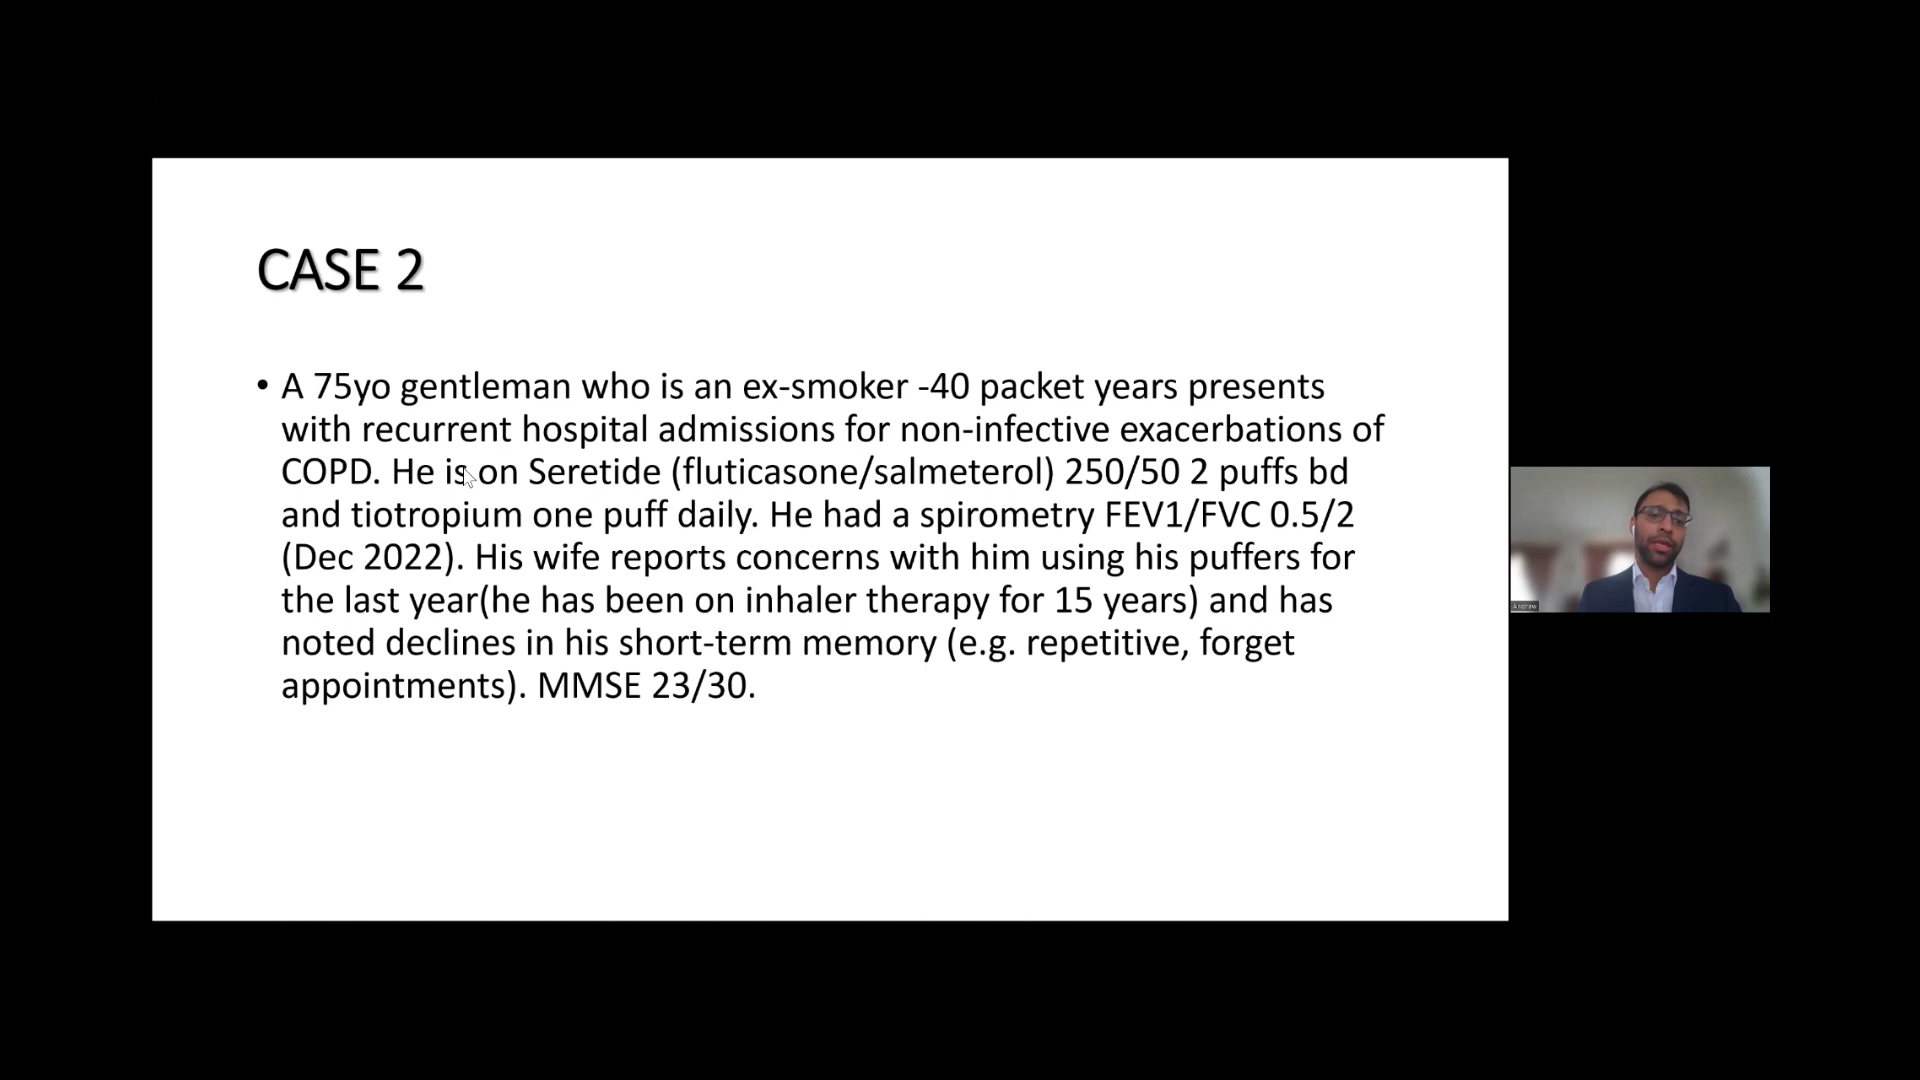 CASE 2
• A 75yo gentleman who is an ex-smoker -40 packet years presents
with recurrent hospital admissions for non-infective exacerbations of
COPD. He is on Seretide (fluticasone/salmeterol) 250/50 2 puffs bd
and tiotropium one puff daily. He had a spirometry FEV1/FVC 0.5/2
(Dec 2022). His wife reports concerns with him using his puffers for
the last year(he has been on inhaler therapy for 15 years) and has
noted declines in his short-term memory (e.g. repetitive, forget
appointments). MMSE 23/30.
Andrew